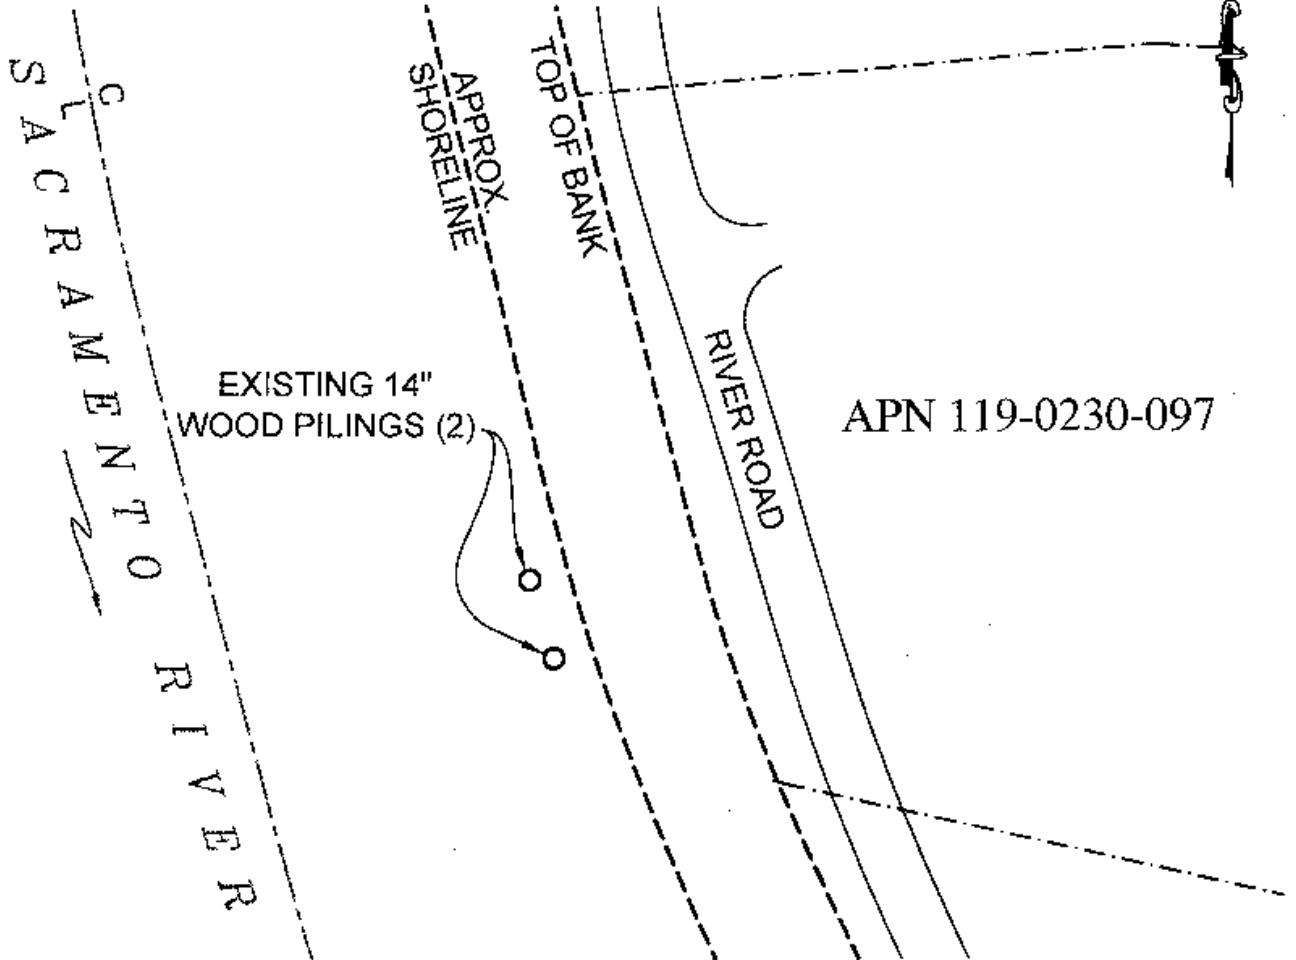 SACRAMENTO RIVER
C
L
APPROX.
SHORELINE
TOP OF BANK
EXISTING 14"
WOOD PILINGS (2)
RIVER ROAD
APN 119-0230-097